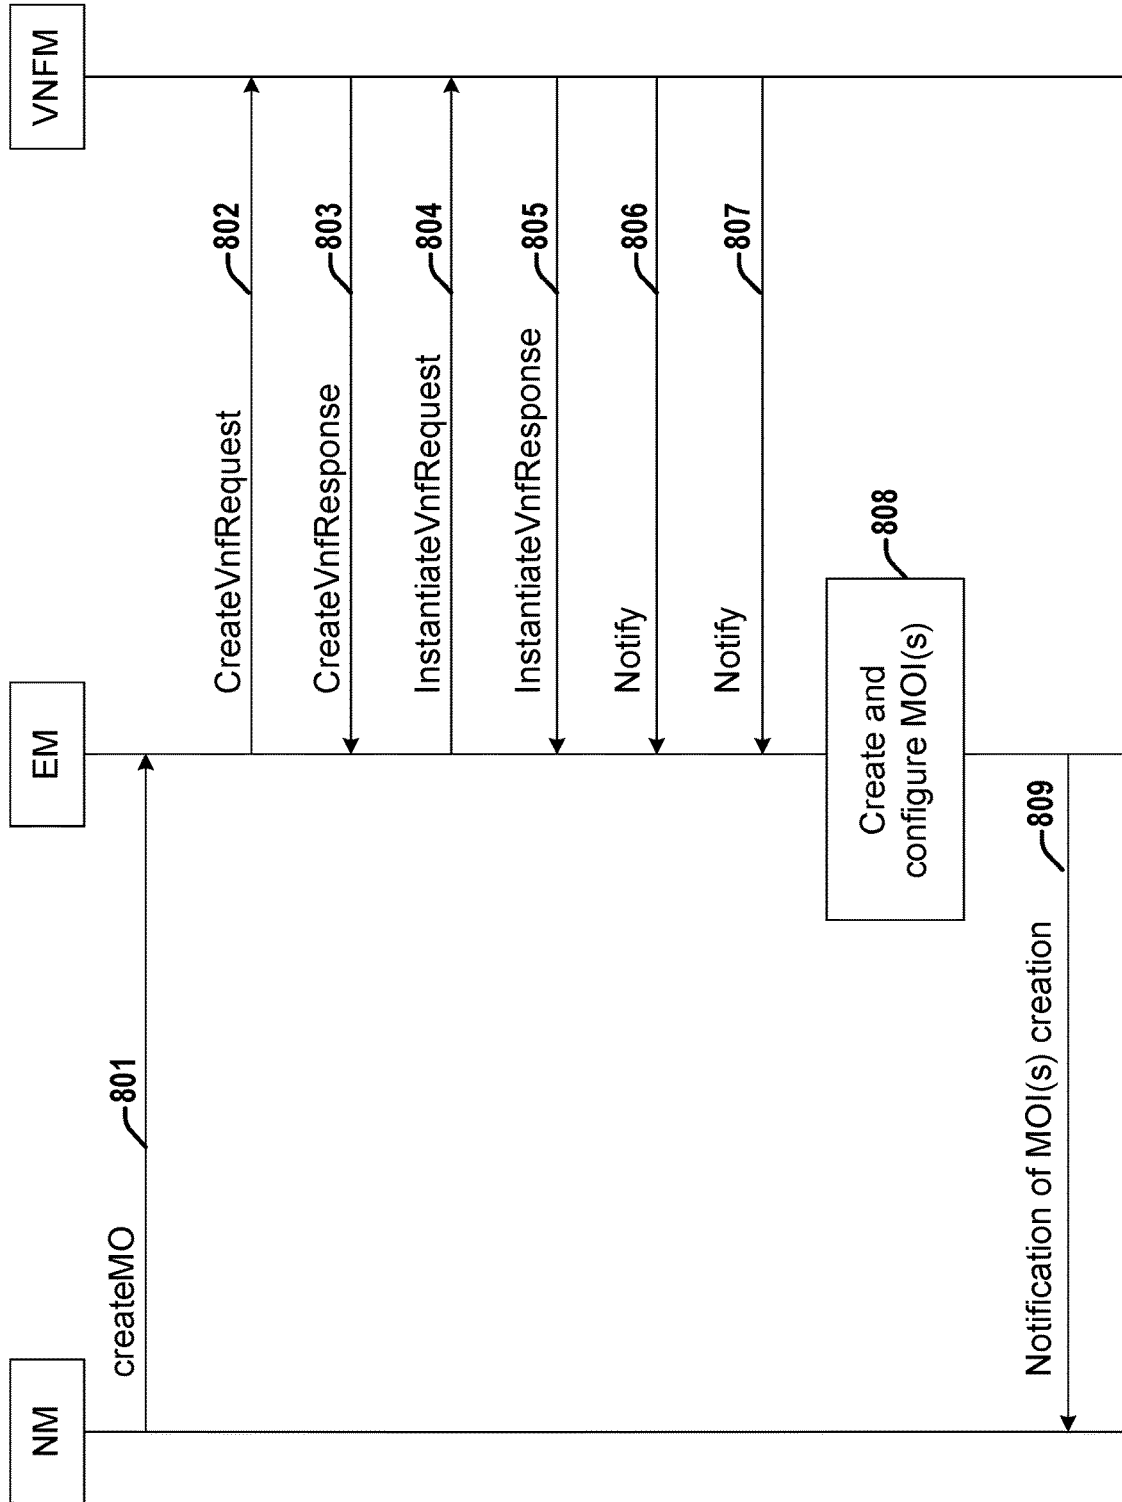 NM
EM
VNFM
createMO
801
CreateVnfRequest
802
CreateVnfResponse
803
InstantiateVnfRequest
804
InstantiateVnfResponse
805
Notify
806
Notify
807
Create and
configure MOI(s)
808
Notification of MOI(s) creation
809